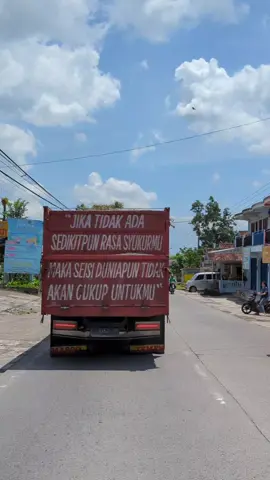 "JIKA TIDAK ADA
SEDIKITPUN RASA SYUKURMU
MAKA SEISI DUNIAPUN TIDAK
AKAN CUKUP UNTUKMU"